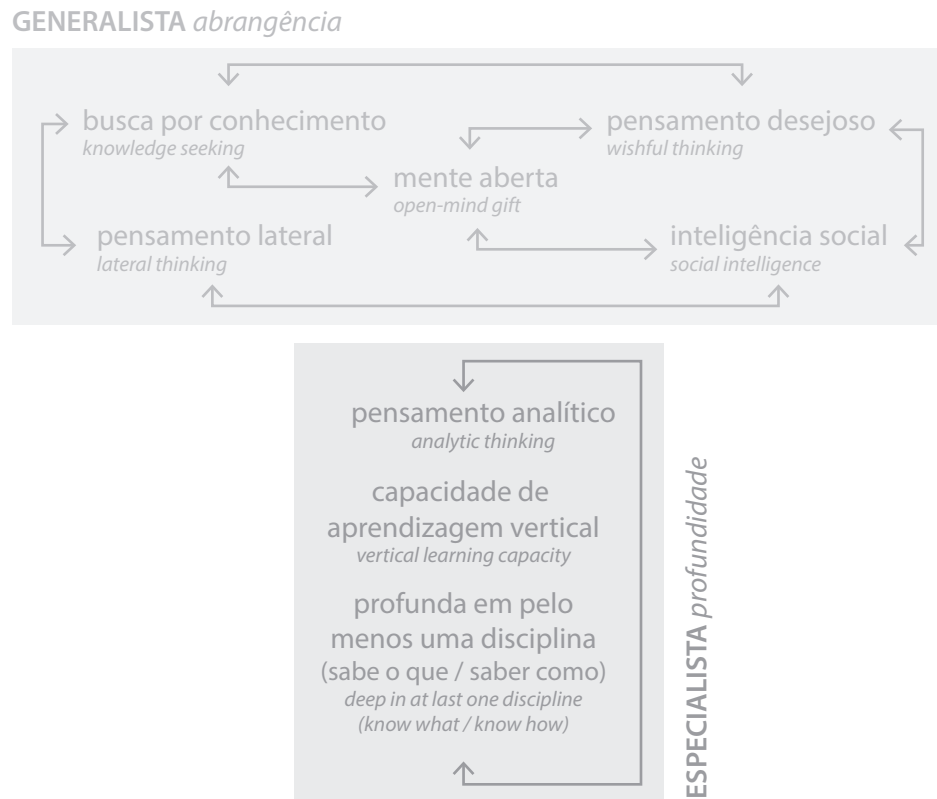 GENERALISTA abrangência
busca por conhecimento
knowledge seeking
pensamento desejoso
wishful thinking
mente aberta
open-mind gift
pensamento lateral
lateral thinking
inteligência social
social intelligence
pensamento analítico
analytic thinking
capacidade de
aprendizagem vertical
vertical learning capacity
profunda em pelo
menos uma disciplina
(sabe o que / saber como)
deep in at last one discipline
(know what / know how)
ESPECIALISTA profundidade